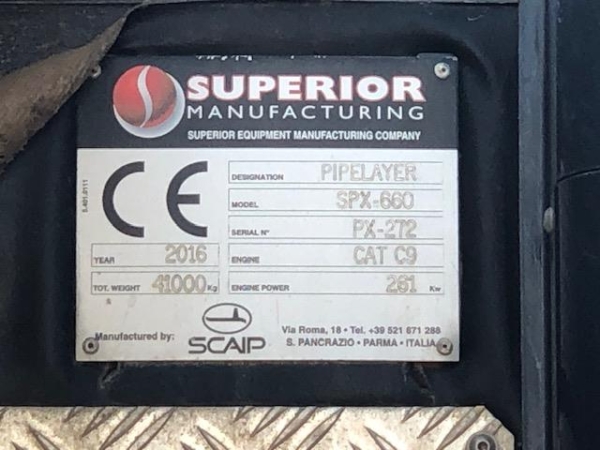 SUPERIOR
MANUFACTURING
SUPERIOR EQUIPMENT MANUFACTURING COMPANY
CE
DESIGNATION PIPELAYER
MODEL SPX-660
SERIAL N° PX-272
YEAR 2016
ENGINE CAT C9
TOT. WEIGHT 41000 Kg
ENGINE POWER 261 Kw
Manufactured by:
SCAIP
Via Roma, 18 • Tel. +39 521 671 288
S. PANCRAZIO • PARMA • ITALIA